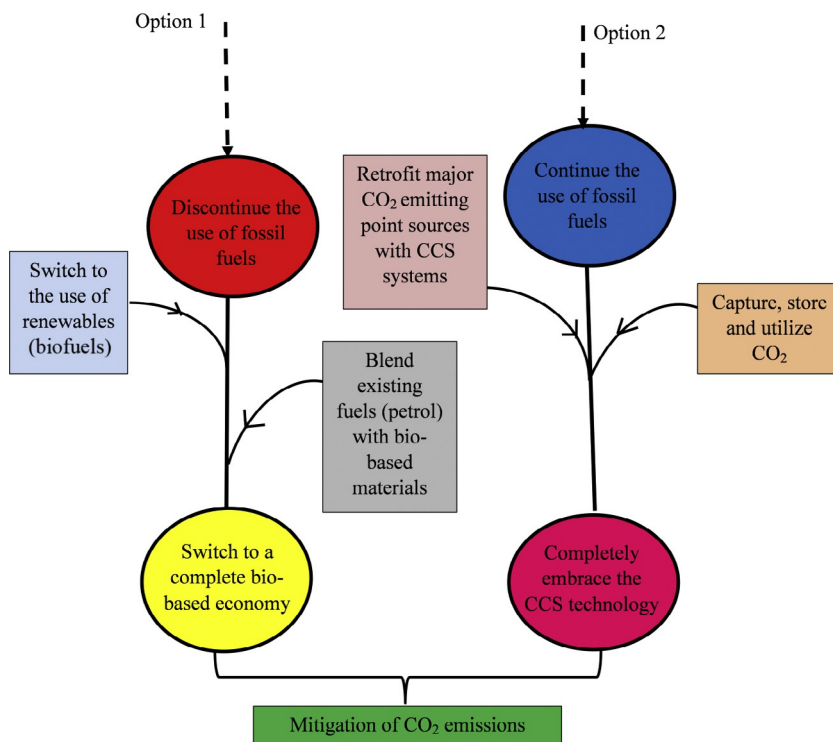 Option 1
Option 2
Discontinue the
use of fossil
fuels
Retrofit major
CO₂ emitting
point sources
with CCS
systems
Continue the
use of fossil
fuels
Switch to
the use of
renewables
(biofuels)
Capture, store
and utilize
CO₂
Blend
existing
fuels (petrol)
with bio-
based
materials
Switch to a
complete bio-
based economy
Completely
embrace the
CCS technology
Mitigation of CO₂ emissions